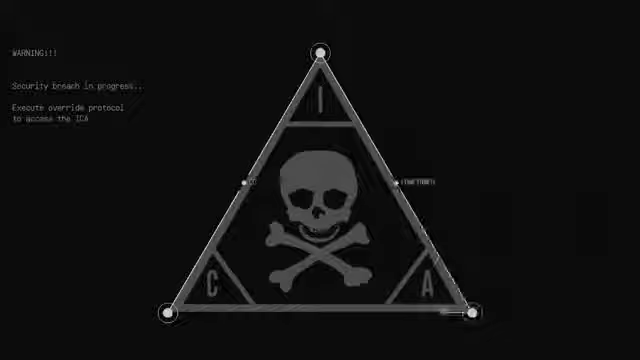 WARNING!!!
Security breach in progress...
Execute override protocol
to access the ICA
I
C
A